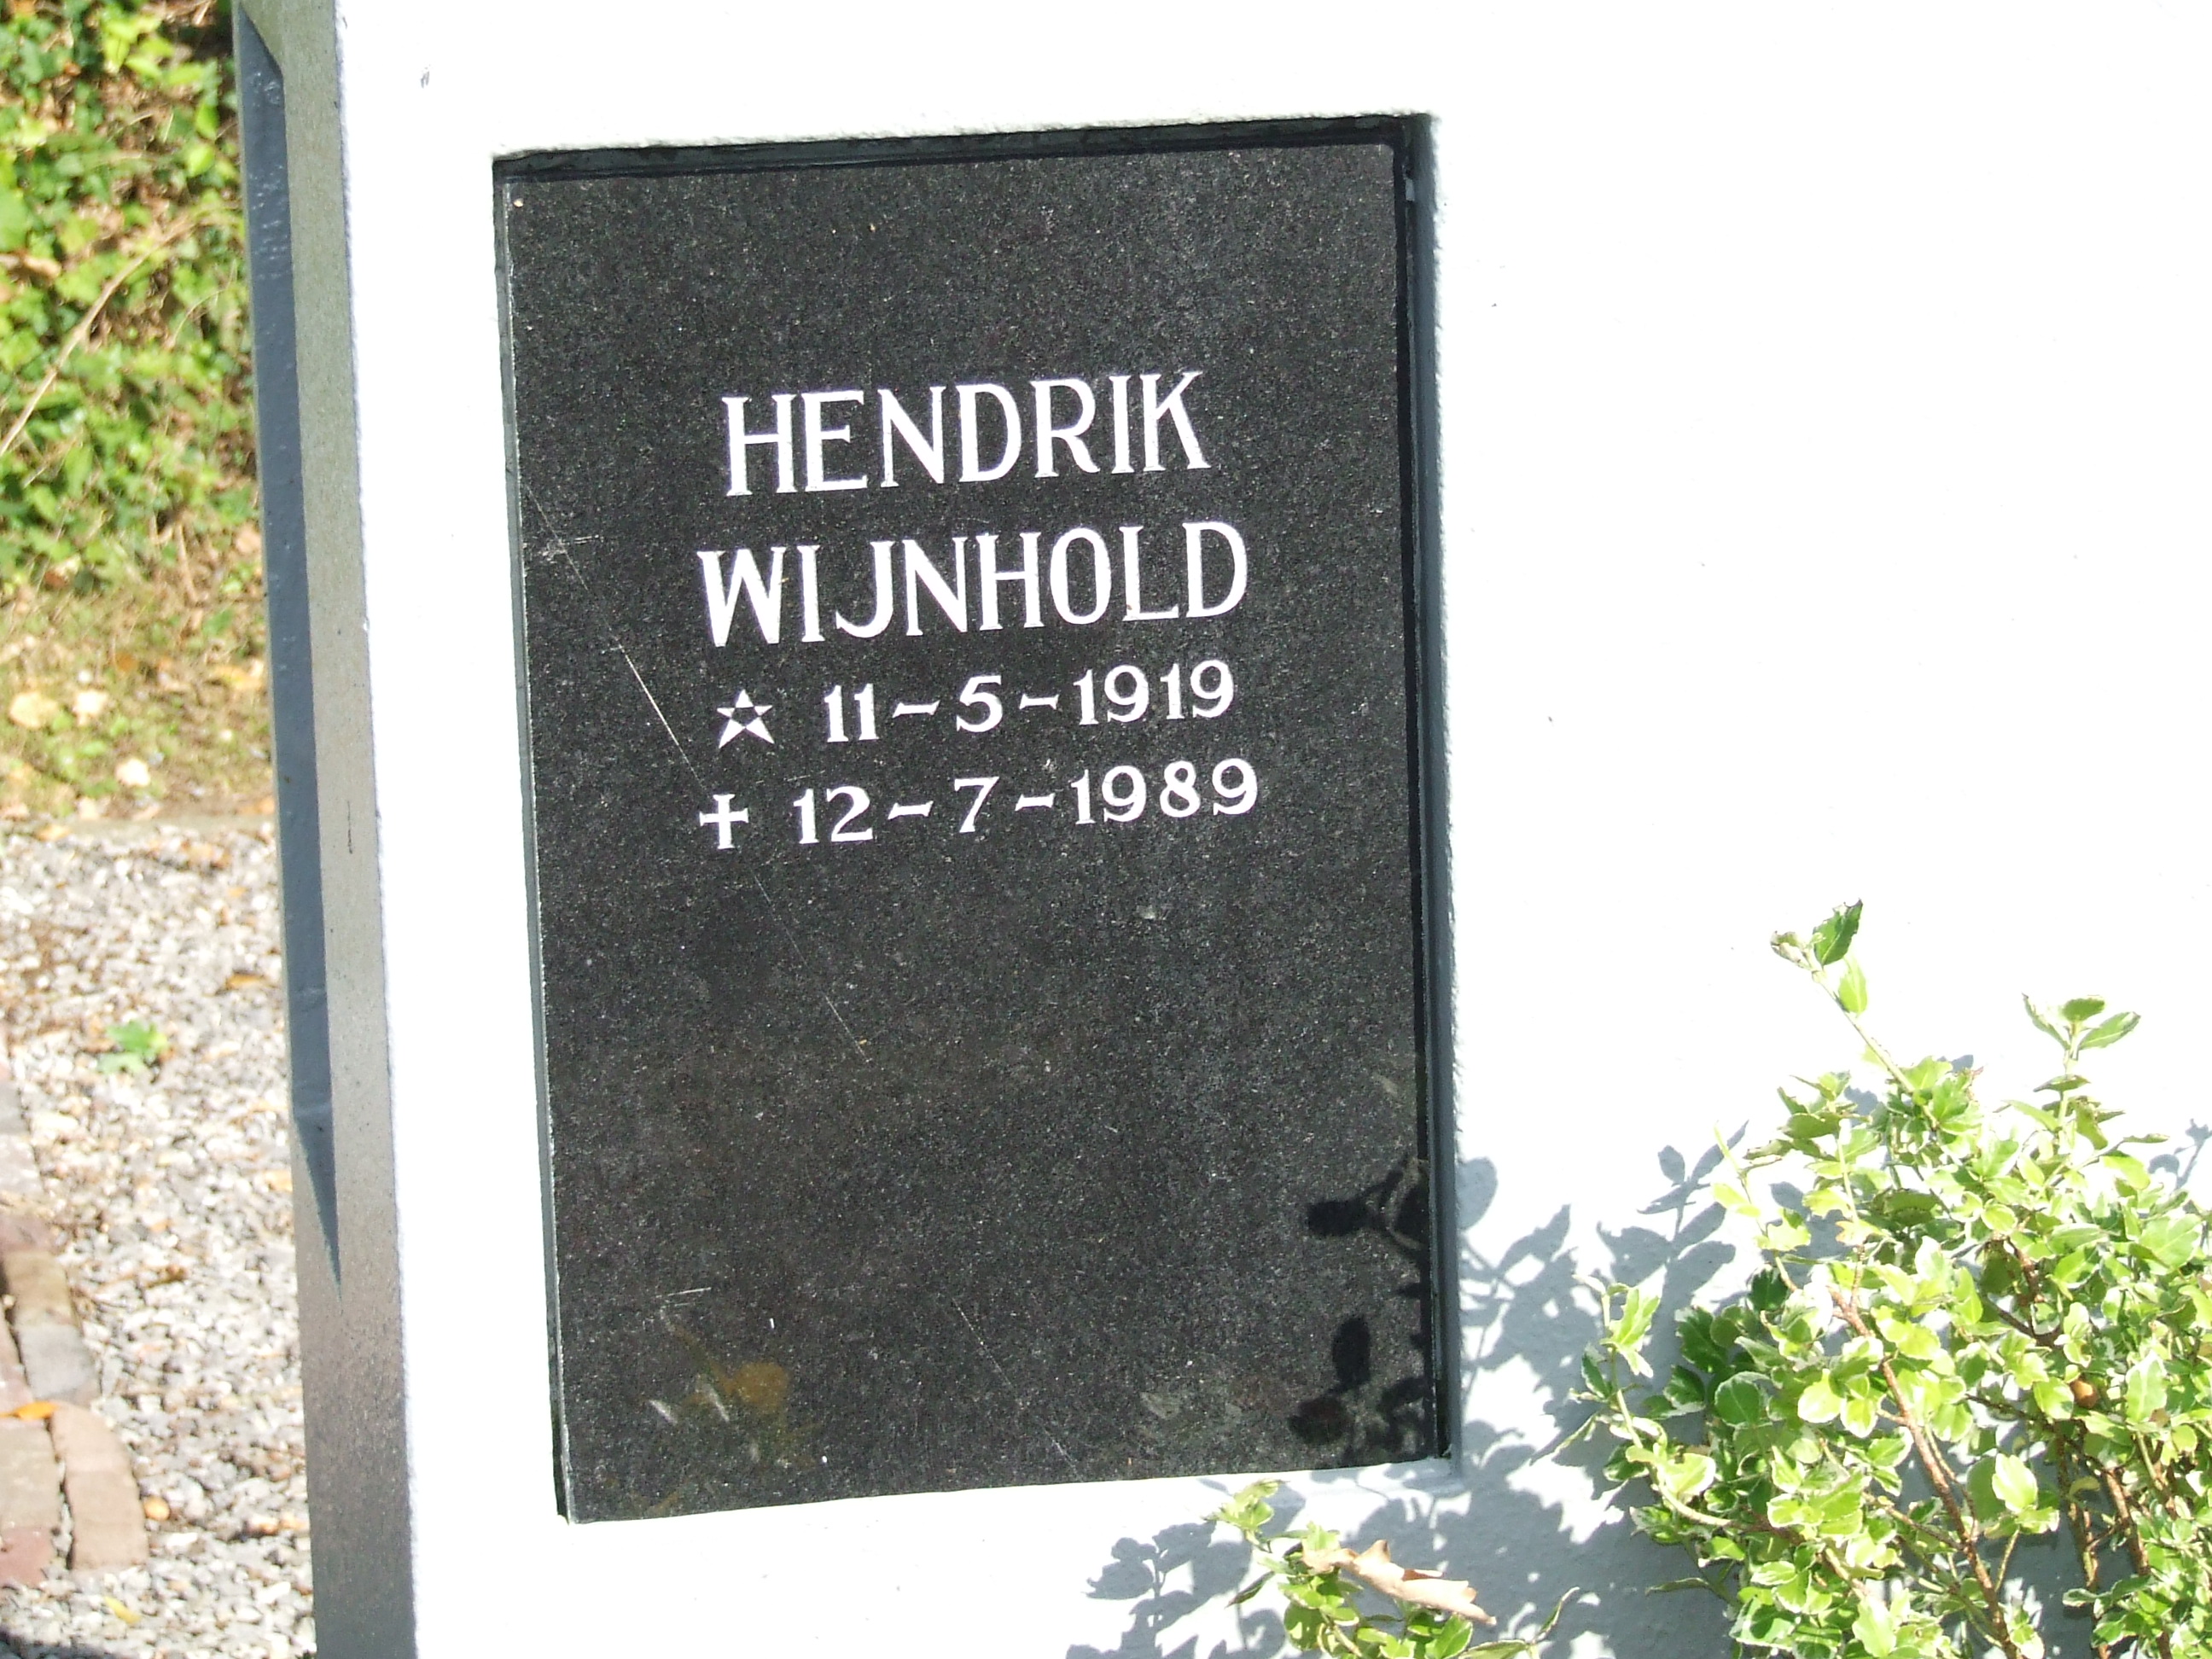 HENDRIK
WIJNHOLD
☆ 11-5-1919
✝ 12-7-1989